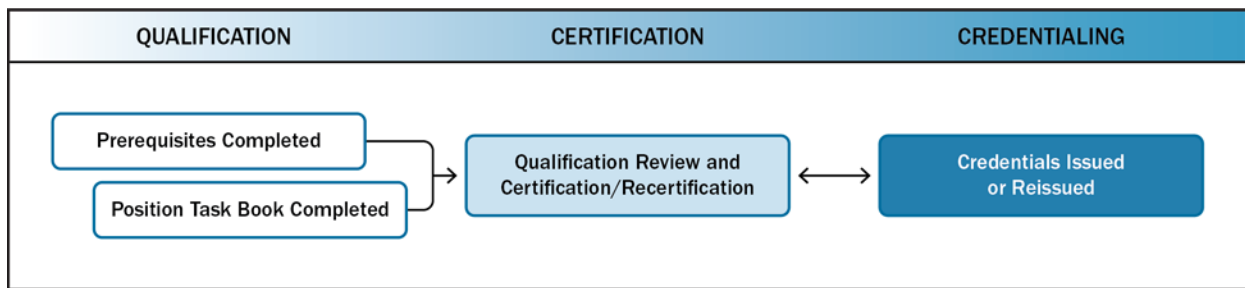 QUALIFICATION
CERTIFICATION
CREDENTIALING
Prerequisites Completed
Position Task Book Completed
Qualification Review and
Certification/Recertification
Credentials Issued
or Reissued